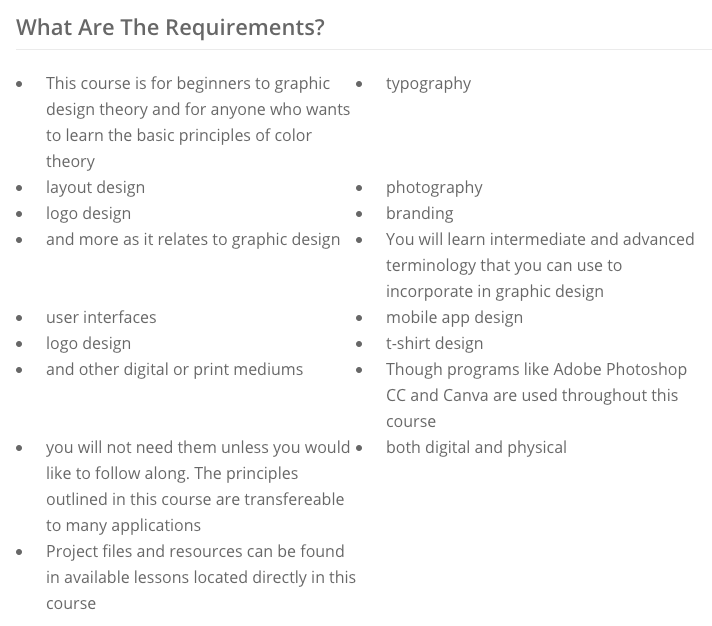 What Are The Requirements?
This course is for beginners to graphic
design theory and for anyone who wants
to learn the basic principles of color
theory
typography
layout design
photography
logo design
branding
and more as it relates to graphic design
You will learn intermediate and advanced
terminology that you can use to
incorporate in graphic design
user interfaces
mobile app design
logo design
t-shirt design
and other digital or print mediums
Though programs like Adobe Photoshop
CC and Canva are used throughout this
course
you will not need them unless you would
like to follow along. The principles
outlined in this course are transfereable
to many applications
both digital and physical
Project files and resources can be found
in available lessons located directly in this
course